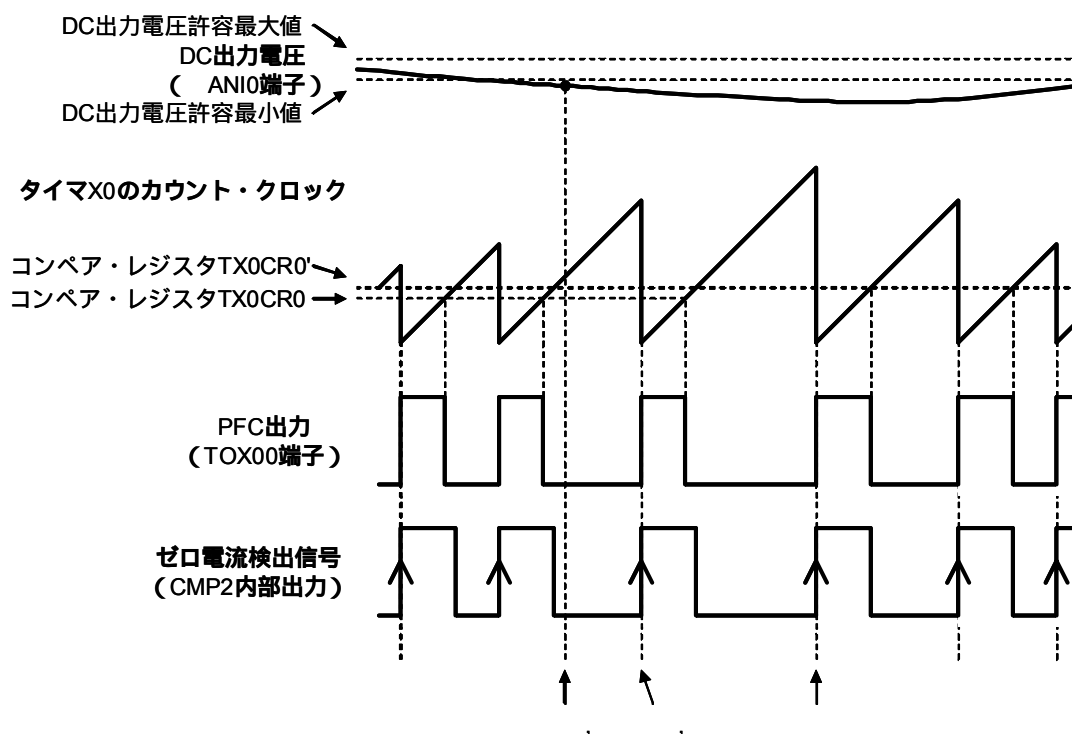 DC出力電圧許容最大値
DC出力電圧
( ANI0端子)
DC出力電圧許容最小値
タイマX0のカウント・クロック
コンペア・レジスタTX0CR0'
コンペア・レジスタTX0CR0
PFC出力
(TOX00端子)
ゼロ電流検出信号
(CMP2内部出力)